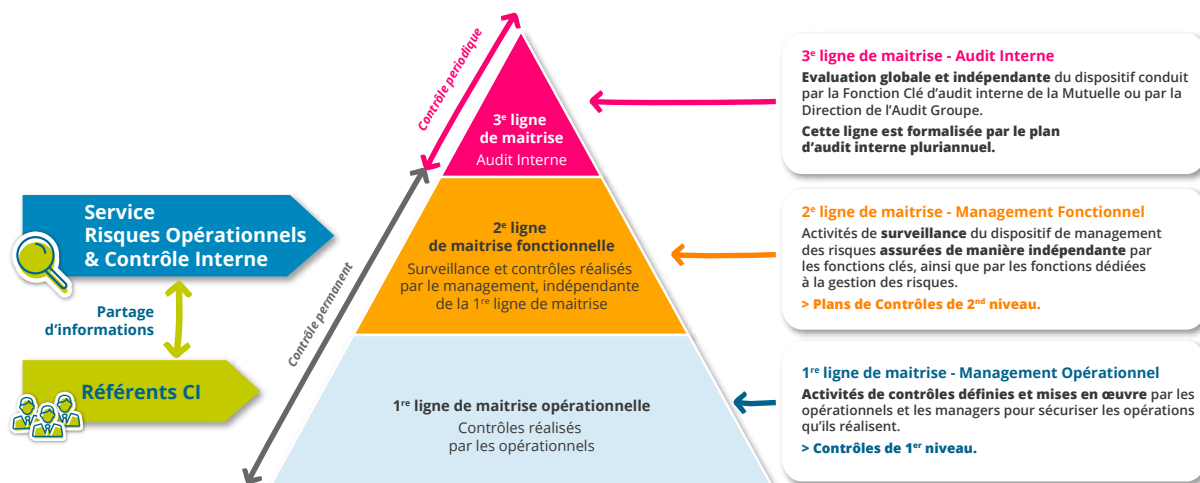 Service
Risques Opérationnels
& Contrôle Interne
Partage
d'informations
Référents CI
Contrôle periodique
Contrôle permanent
3e ligne
de maitrise
Audit Interne
2e ligne
de maitrise fonctionnelle
Surveillance et contrôles réalisés
par le management, indépendante
de la 1re ligne de maitrise
1re ligne de maitrise opérationnelle
Contrôles réalisés
par les opérationnels
3e ligne de maitrise - Audit Interne
Evaluation globale et indépendante du dispositif conduit
par la Fonction Clé d'audit interne de la Mutuelle ou par la
Direction de l'Audit Groupe.
Cette ligne est formalisée par le plan
d'audit interne pluriannuel.
2e ligne de maitrise - Management Fonctionnel
Activités de surveillance du dispositif de management
des risques assurées de manière indépendante par
les fonctions clés, ainsi que par les fonctions dédiées
à la gestion des risques.
> Plans de Contrôles de 2nd niveau.
1re ligne de maitrise - Management Opérationnel
Activités de contrôles définies et mises en œuvre par les
opérationnels et les managers pour sécuriser les opérations
qu'ils réalisent.
> Contrôles de 1er niveau.